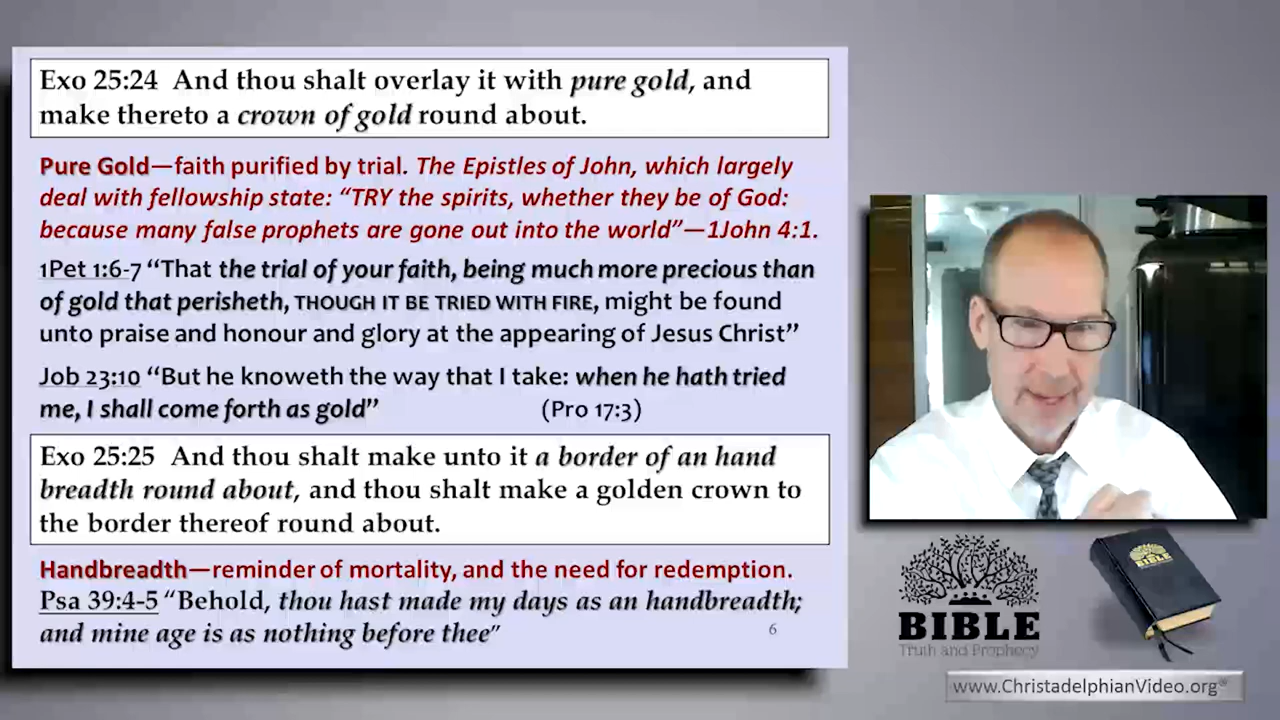 Exo 25:24 And thou shalt overlay it with pure gold, and
make thereto a crown of gold round about.
Pure Gold—faith purified by trial. The Epistles of John, which largely
deal with fellowship state: “TRY the spirits, whether they be of God:
because many false prophets are gone out into the world”—1John 4:1.
1Pet 1:6-7 “That the trial of your faith, being much more precious than
of gold that perisheth, THOUGH IT BE TRIED WITH FIRE, might be found
unto praise and honour and glory at the appearing of Jesus Christ”
Job 23:10 “But he knoweth the way that I take: when he hath tried
me, I shall come forth as gold” (Pro 17:3)
Exo 25:25 And thou shalt make unto it a border of an hand
breadth round about, and thou shalt make a golden crown to
the border thereof round about.
Handbreadth—reminder of mortality, and the need for redemption.
Psa 39:4-5 “Behold, thou hast made my days as an handbreadth;
and mine age is as nothing before thee”
6
BIBLE
Truth and Prophecy
BIBLE
www.ChristadelphianVideo.org®